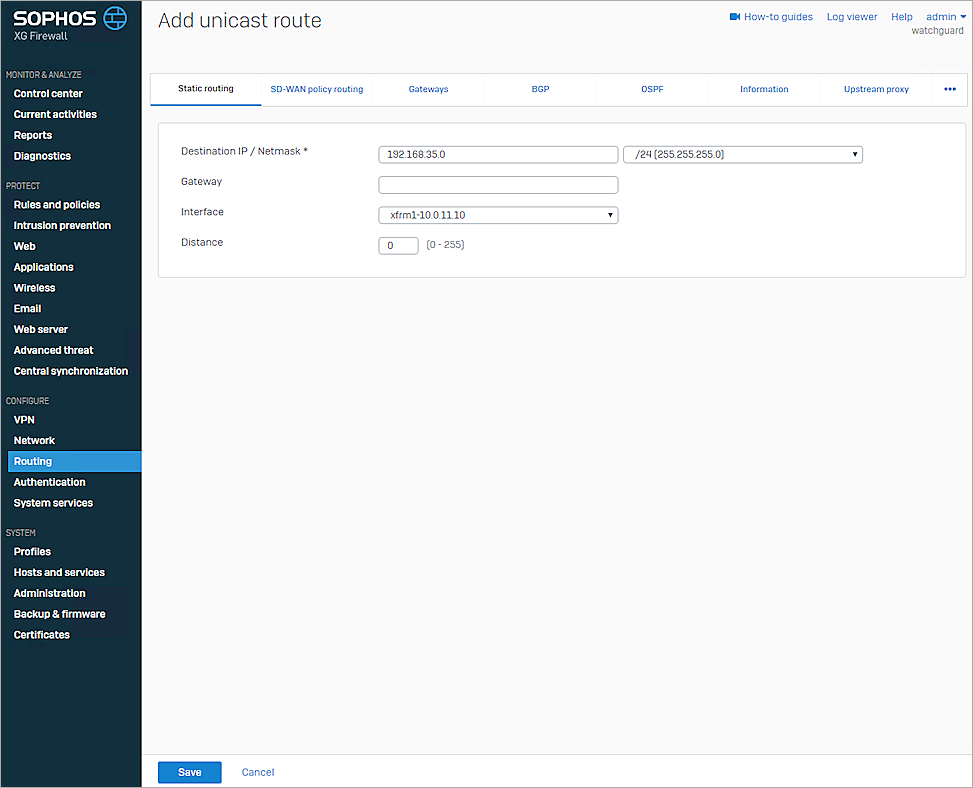 SOPHOS
XG Firewall
Add unicast route
How-to guides Log viewer Help admin
watchguard
MONITOR & ANALYZE
Control center
Current activities
Reports
Diagnostics
PROTECT
Rules and policies
Intrusion prevention
Web
Applications
Wireless
Email
Web server
Advanced threat
Central synchronization
CONFIGURE
VPN
Network
Routing
Authentication
System services
SYSTEM
Profiles
Hosts and services
Administration
Backup & firmware
Certificates
Static routing SD-WAN policy routing Gateways BGP OSPF Information Upstream proxy •••
Destination IP / Netmask * 192.168.35.0 /24 (255.255.255.0)
Gateway
Interface xfrm1-10.0.11.10
Distance 0 (0 - 255)
Save Cancel